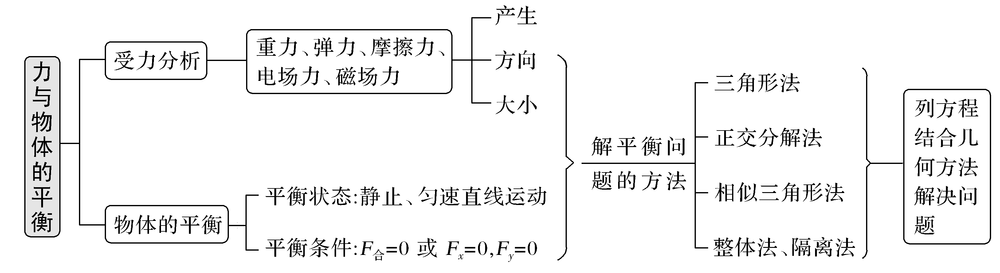 力与物体的平衡
受力分析
重力、弹力、摩擦力、
电场力、磁场力
产生
方向
大小
物体的平衡
平衡状态:静止、匀速直线运动
平衡条件:F合=0 或 Fx=0,Fy=0
解平衡问
题的方法
三角形法
正交分解法
相似三角形法
整体法、隔离法
列方程
结合几
何方法
解决问
题